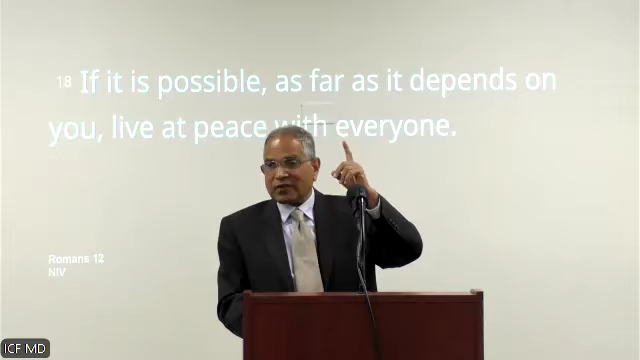 18 If it is possible, as far as it depends on
you, live at peace with everyone.
Romans 12
NIV
ICF MD